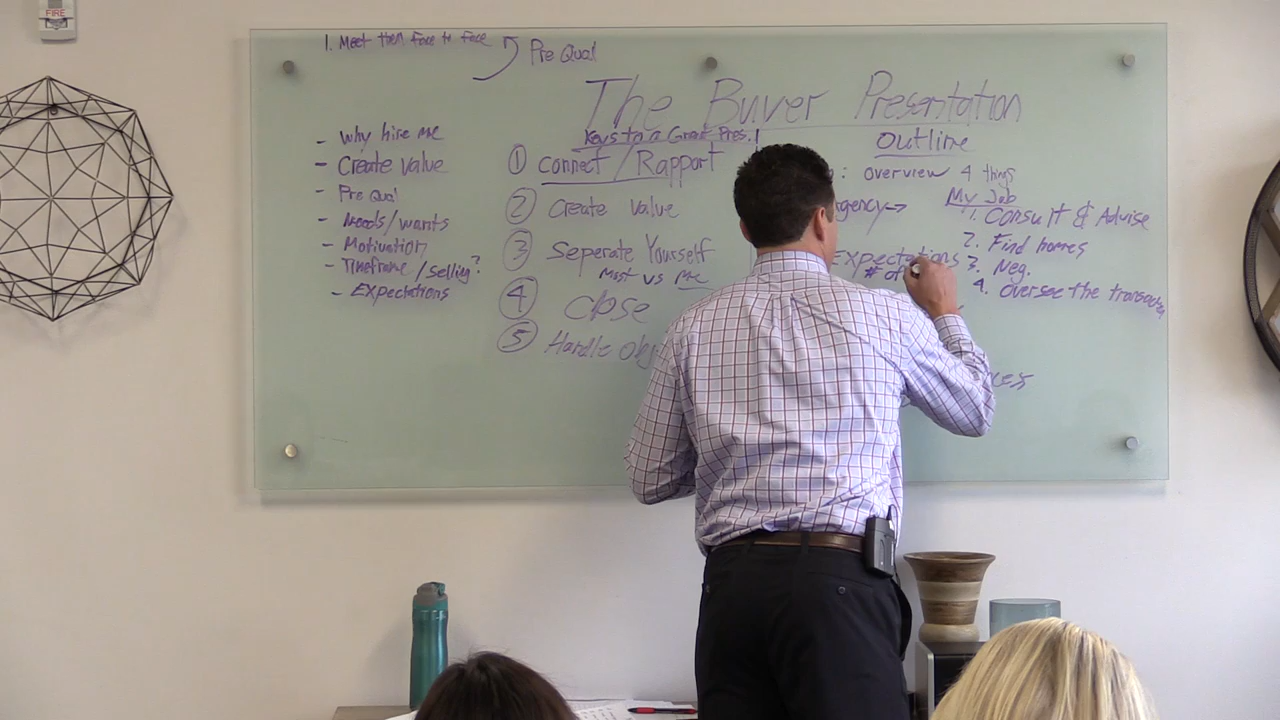 FIRE
1. Meet them Face to Face
Pre Qual
The Buyer Presentation
- Why hire me
- Create Value
- Pre Qual
- Needs/wants
- Motivation
- Timeframe/selling?
- Expectations
Keys to a Great Pres.!
① Connect/Rapport
② Create Value
③ Seperate Yourself
Most vs Me
④ Close
⑤ Handle Obj
Outline
: overview 4 things
My Job
1. Consult & Advise
2. Find homes
3. Neg.
4. oversee the
Expectations
# of